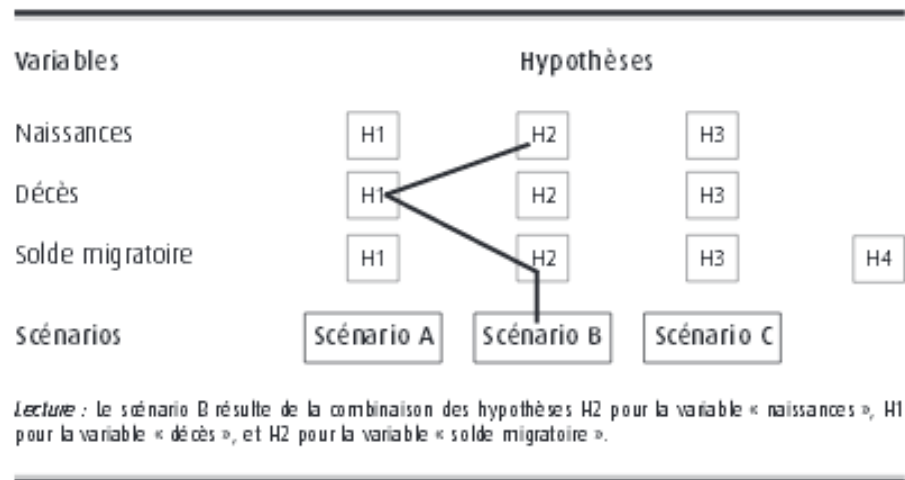 Variables Hypothèses
Naissances H1 H2 H3
Décès H1 H2 H3
Solde migratoire H1 H2 H3 H4
Scénarios Scénario A Scénario B Scénario C
Lecture : Le scénario B résulte de la combinaison des hypothèses H2 pour la variable « naissances », H1
pour la variable « décès », et H2 pour la variable « solde migratoire ».